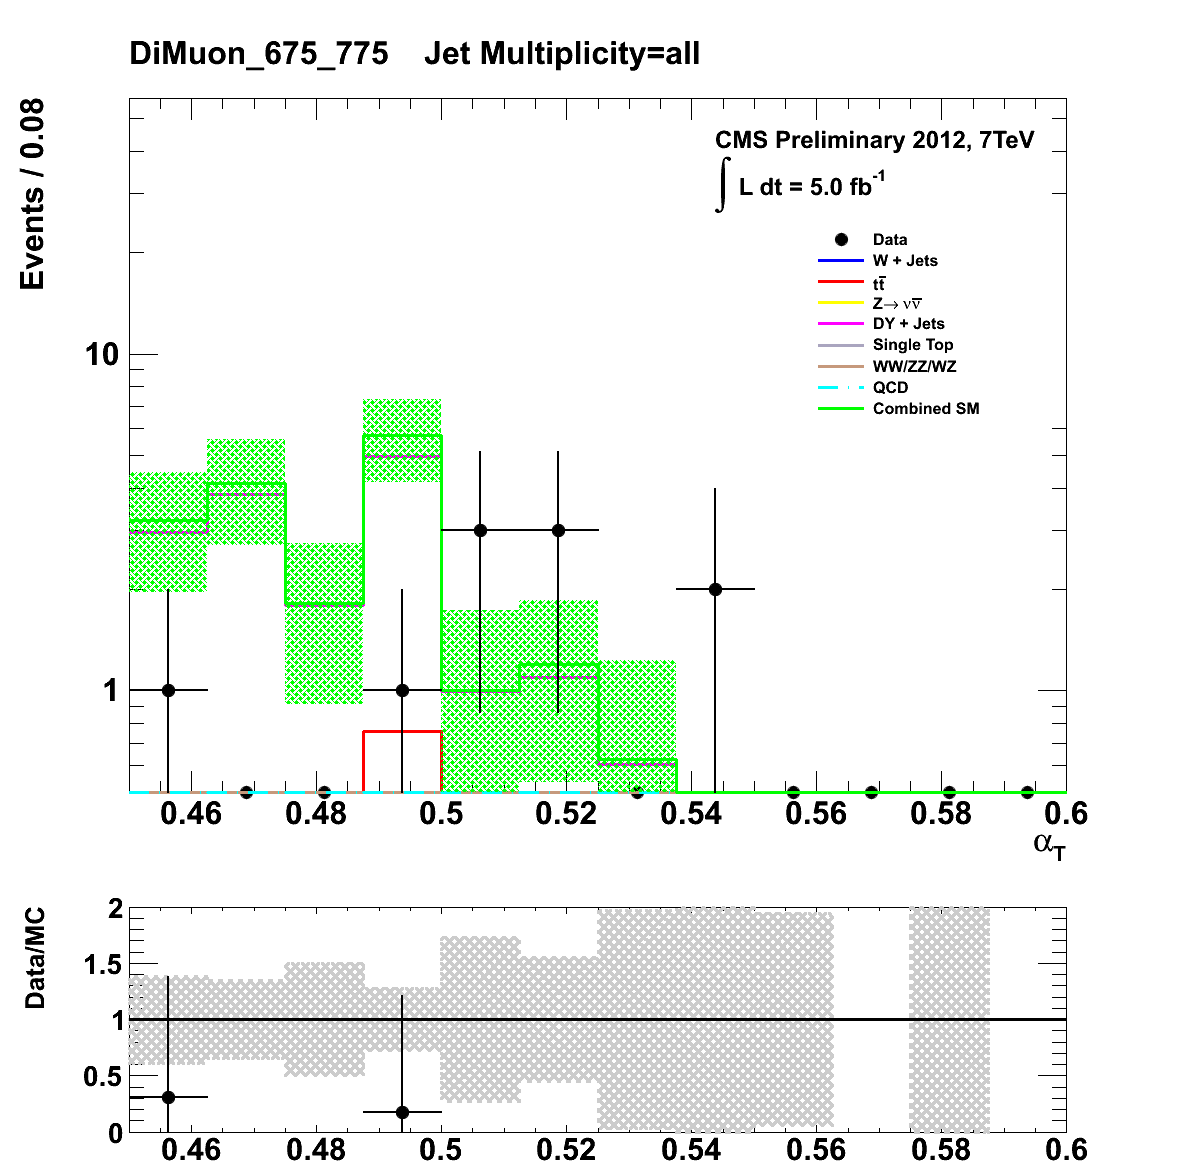 DiMuon_675_775 Jet Multiplicity=all
Events / 0.08
CMS Preliminary 2012, 7TeV
∫ L dt = 5.0 fb⁻¹
Data
W + Jets
tt̅
Z→ νν̅
DY + Jets
Single Top
WW/ZZ/WZ
QCD
Combined SM
10
1
0.46 0.48 0.5 0.52 0.54 0.56 0.58 0.6
α_T
Data/MC
2
1.5
1
0.5
0
0.46 0.48 0.5 0.52 0.54 0.56 0.58 0.6